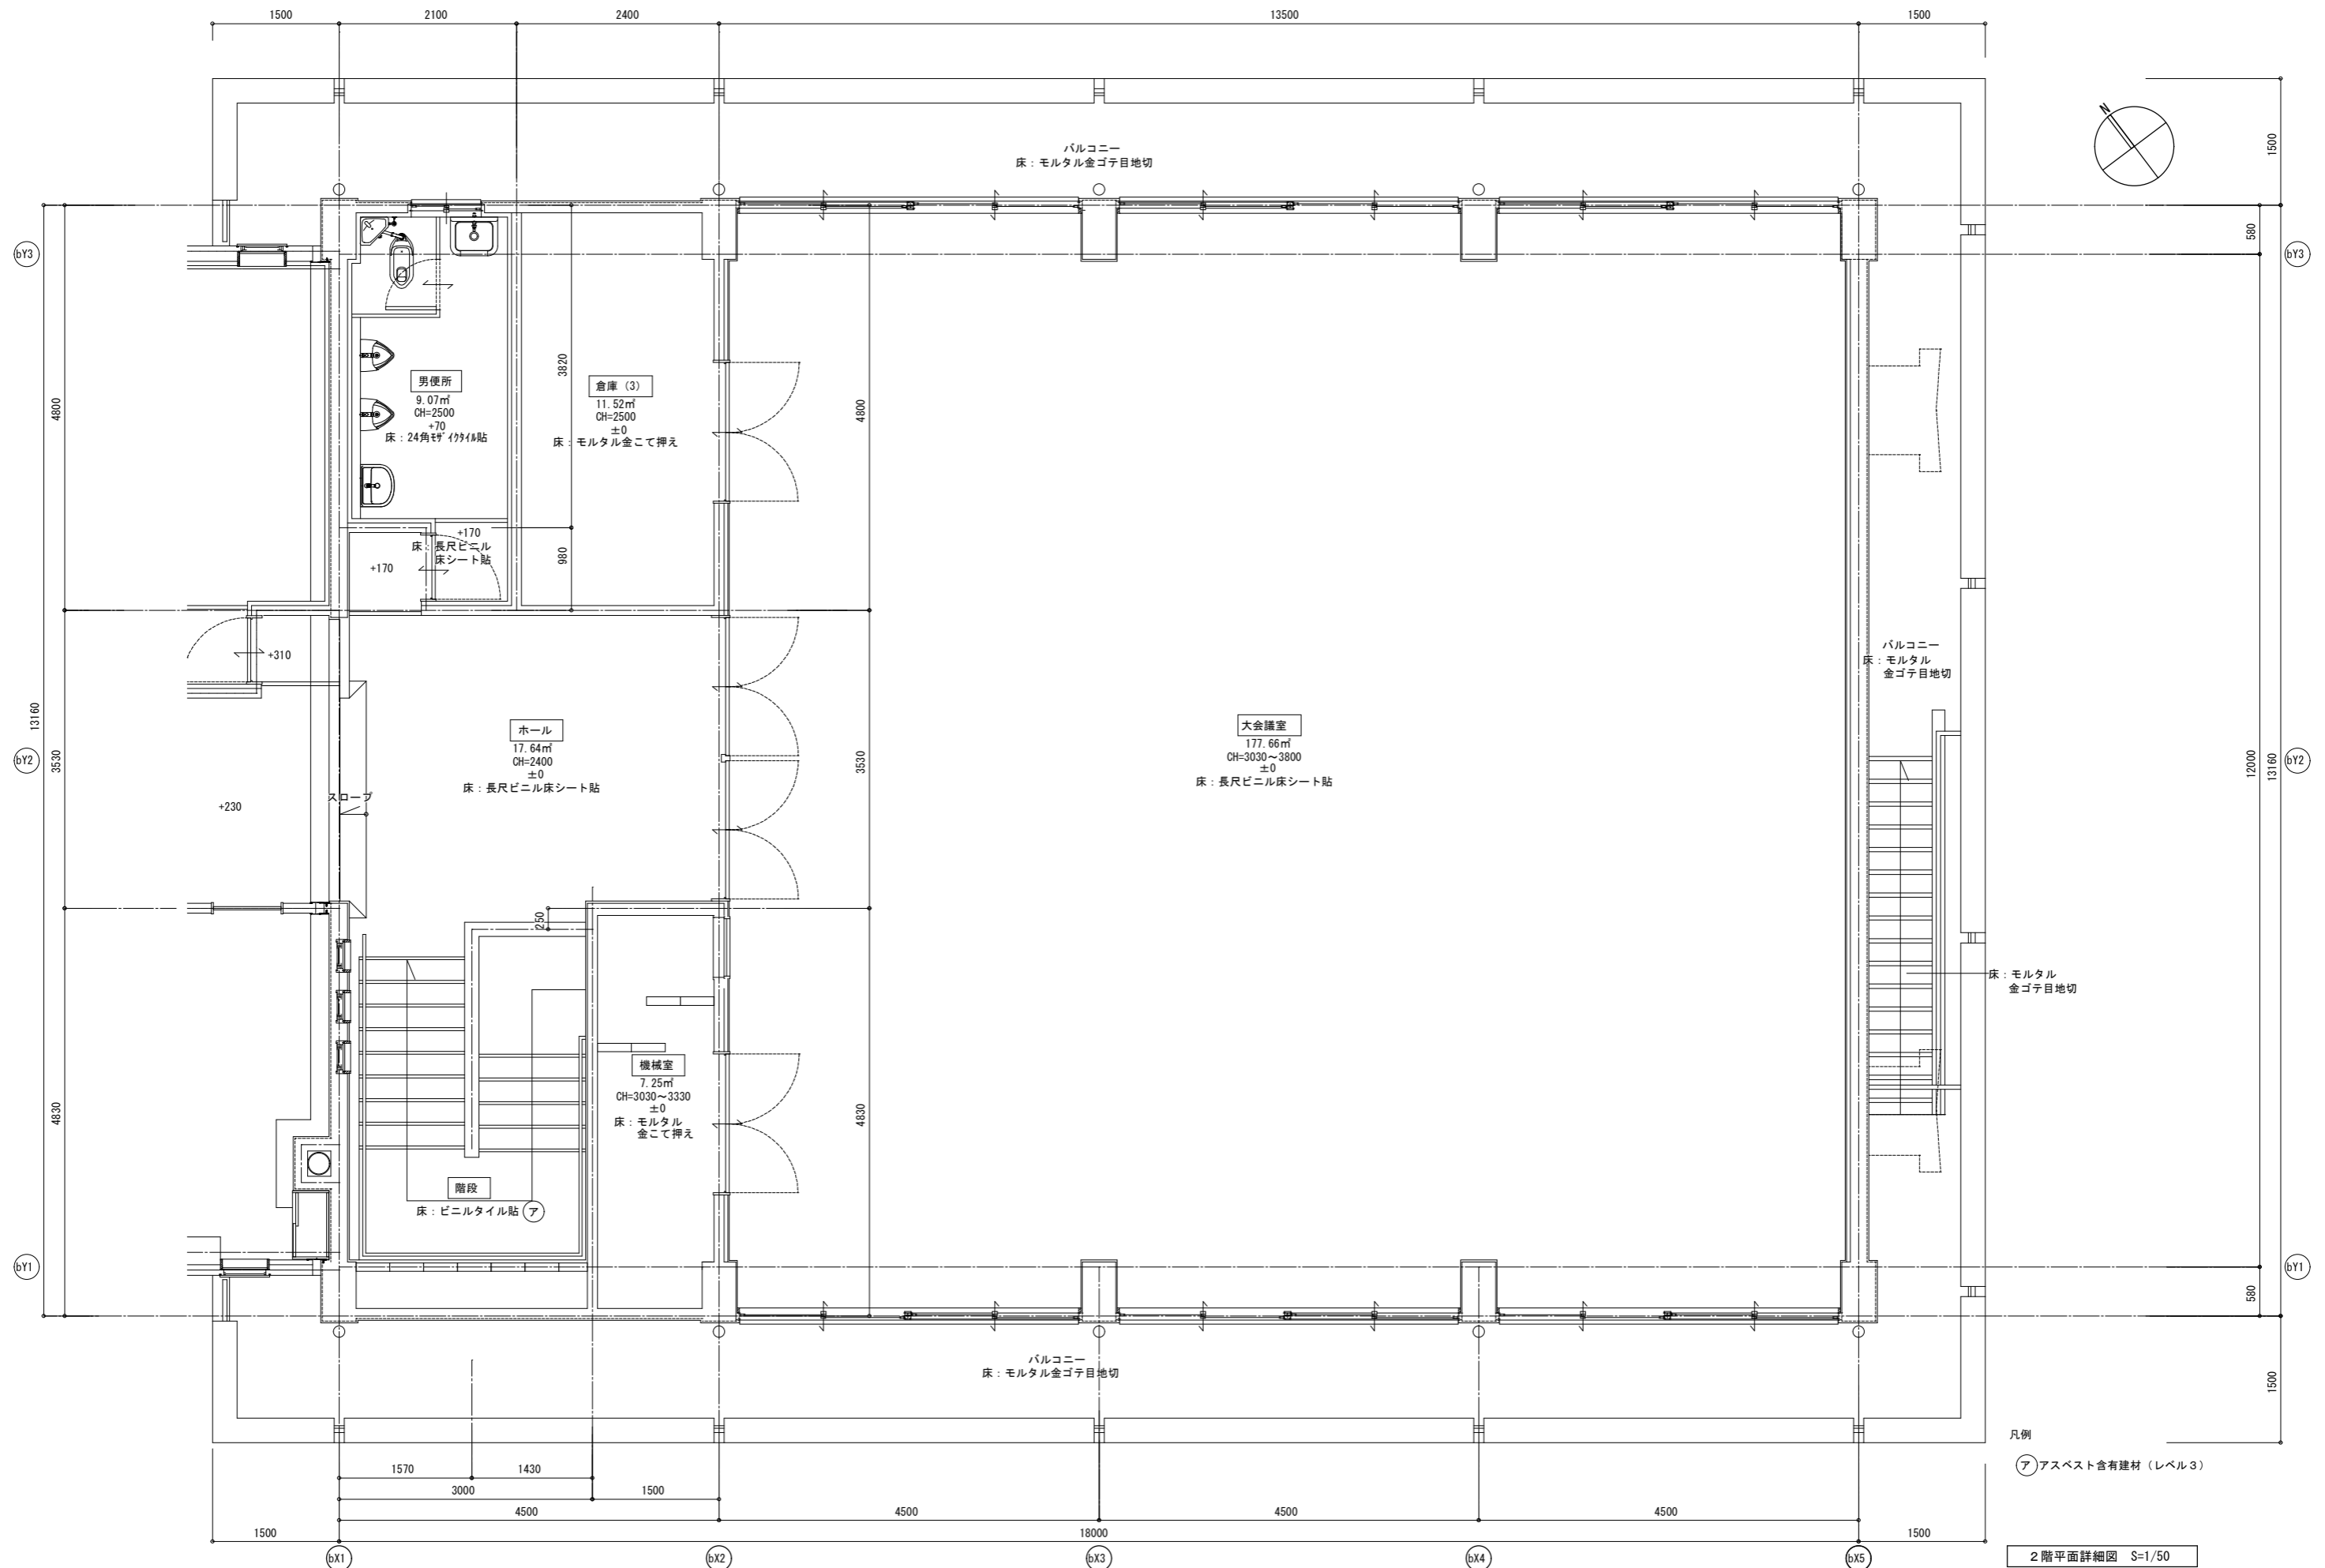 1500
2100
2400
13500
1500
N
バルコニー
床：モルタル金ゴテ目地切
1500
bY3
580
bY3
4800
3820
4800
男便所
9.07㎡
CH=2500
+70
床：24角ﾓｻﾞｲｸﾀｲﾙ貼
倉庫（3）
11.52㎡
CH=2500
±0
床：モルタル金こて押え
+170
床：長尺ビニル
床シート貼
+170
980
+310
バルコニー
床：モルタル
金ゴテ目地切
13160
bY2
3530
ホール
17.64㎡
CH=2400
±0
床：長尺ビニル床シート貼
3530
大会議室
177.66㎡
CH=3030～3800
±0
床：長尺ビニル床シート貼
12000
13160
bY2
+230
スロープ
250
床：モルタル
金ゴテ目地切
4830
機械室
7.25㎡
CH=3030～3330
±0
床：モルタル
金こて押え
4830
階段
床：ビニルタイル貼 ア
bY1
580
bY1
バルコニー
床：モルタル金ゴテ目地切
1500
凡例
ア アスベスト含有建材（レベル３）
1570
1430
3000
1500
4500
4500
4500
4500
1500
18000
1500
bX1
bX2
bX3
bX4
bX5
２階平面詳細図 S=1/50